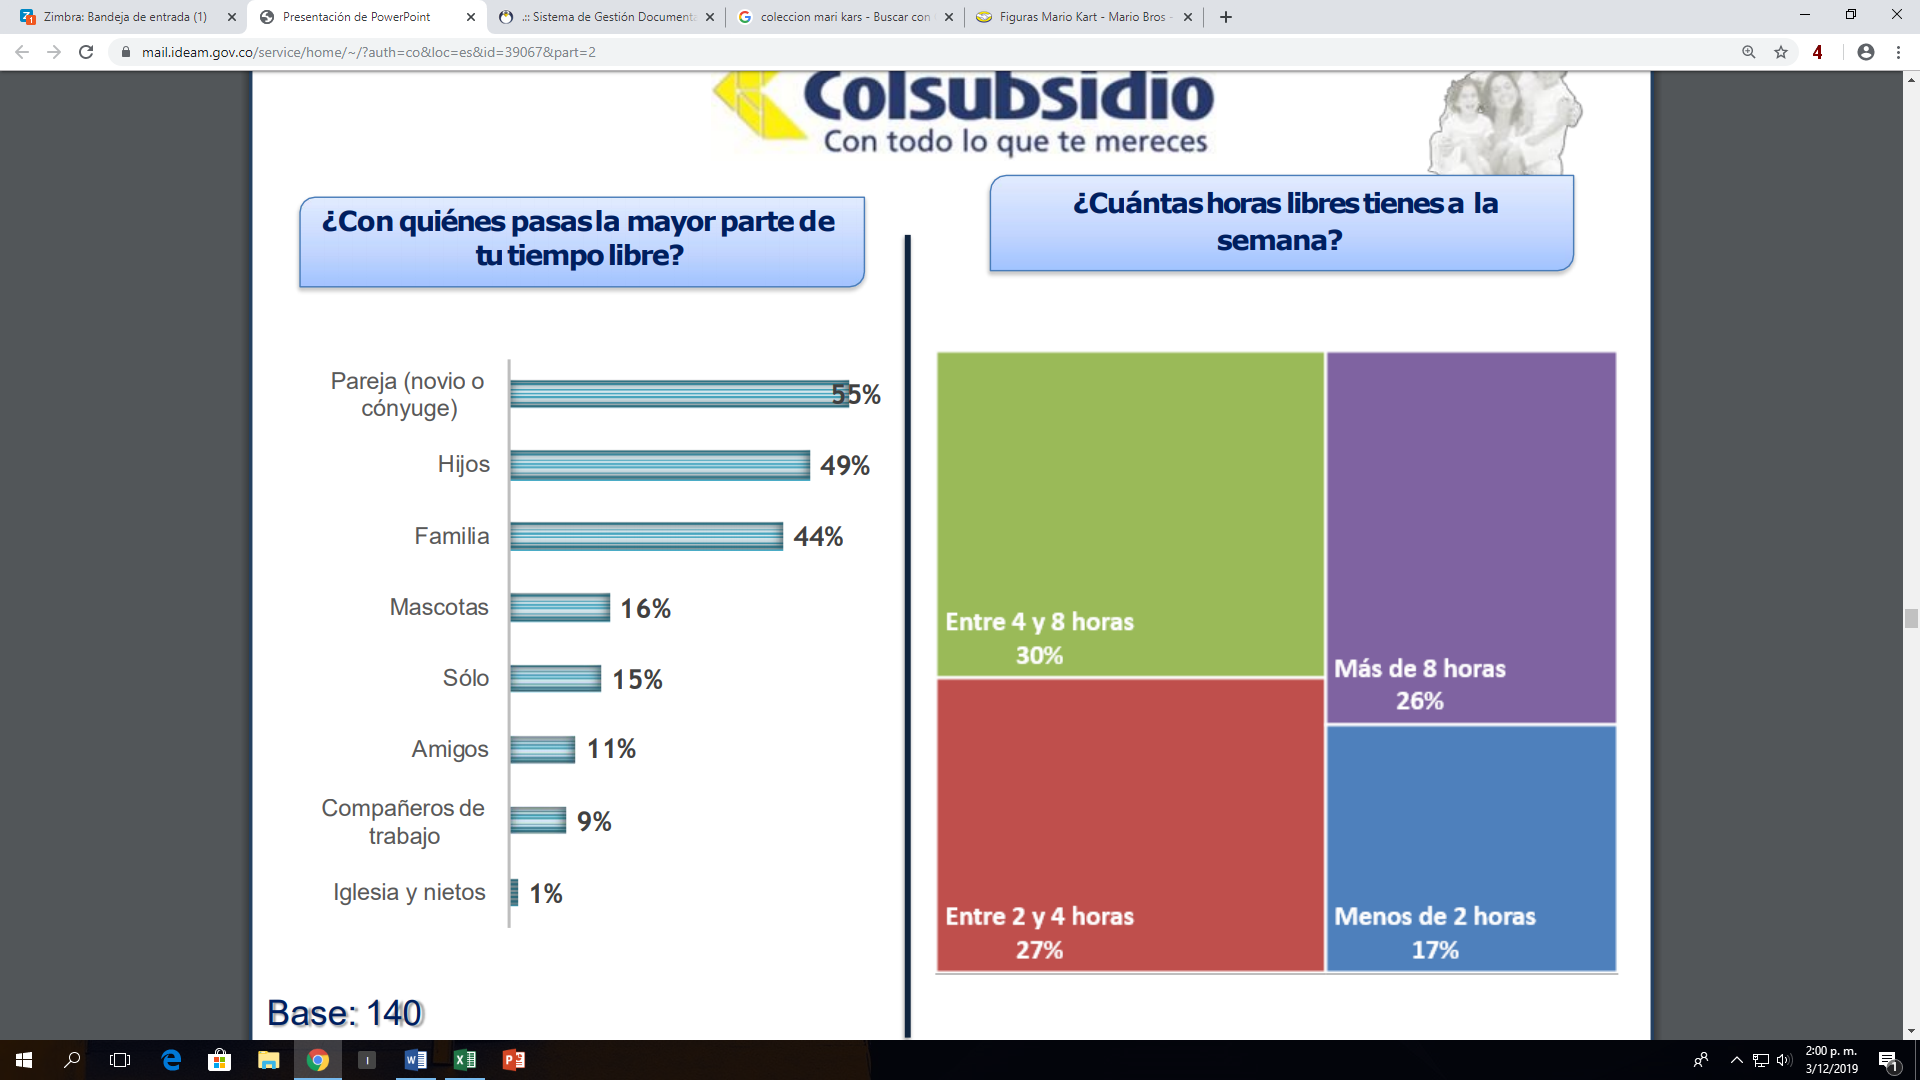 Zimbra: Bandeja de entrada (1)
Presentación de PowerPoint
.:: Sistema de Gestión Documenta
coleccion mari kars - Buscar con
Figuras Mario Kart - Mario Bros -
mail.ideam.gov.co/service/home/~/?auth=co&loc=es&id=39067&part=2
4
Colsubsidio
Con todo lo que te mereces
¿Con quiénes pasas la mayor parte de
tu tiempo libre?
Pareja (novio o
cónyuge)
55%
Hijos
49%
Familia
44%
Mascotas
16%
Sólo
15%
Amigos
11%
Compañeros de
trabajo
9%
Iglesia y nietos
1%
Base: 140
¿Cuántas horas libres tienes a la
semana?
Entre 4 y 8 horas
30%
Más de 8 horas
26%
Entre 2 y 4 horas
27%
Menos de 2 horas
17%
2:00 p. m.
3/12/2019
1